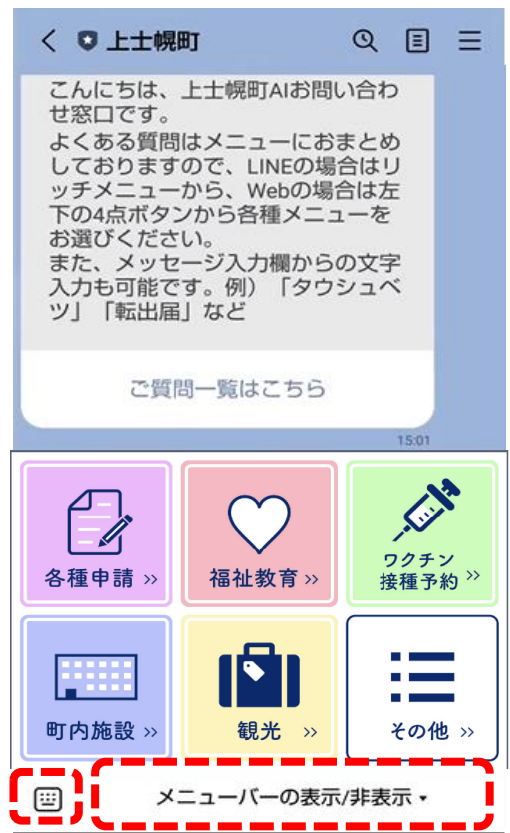 上士幌町
こんにちは、上士幌町AIお問い合わ
せ窓口です。
よくある質問はメニューにおまとめ
しておりますので、LINEの場合はリ
ッチメニューから、Webの場合は左
下の4点ボタンから各種メニューを
お選びください。
また、メッセージ入力欄からの文字
入力も可能です。例）「タウシュベ
ツ」「転出届」など
ご質問一覧はこちら
15:01
各種申請 »
福祉教育 »
ワクチン
接種予約 »
町内施設 »
観光 »
その他 »
メニューバーの表示/非表示 ▾